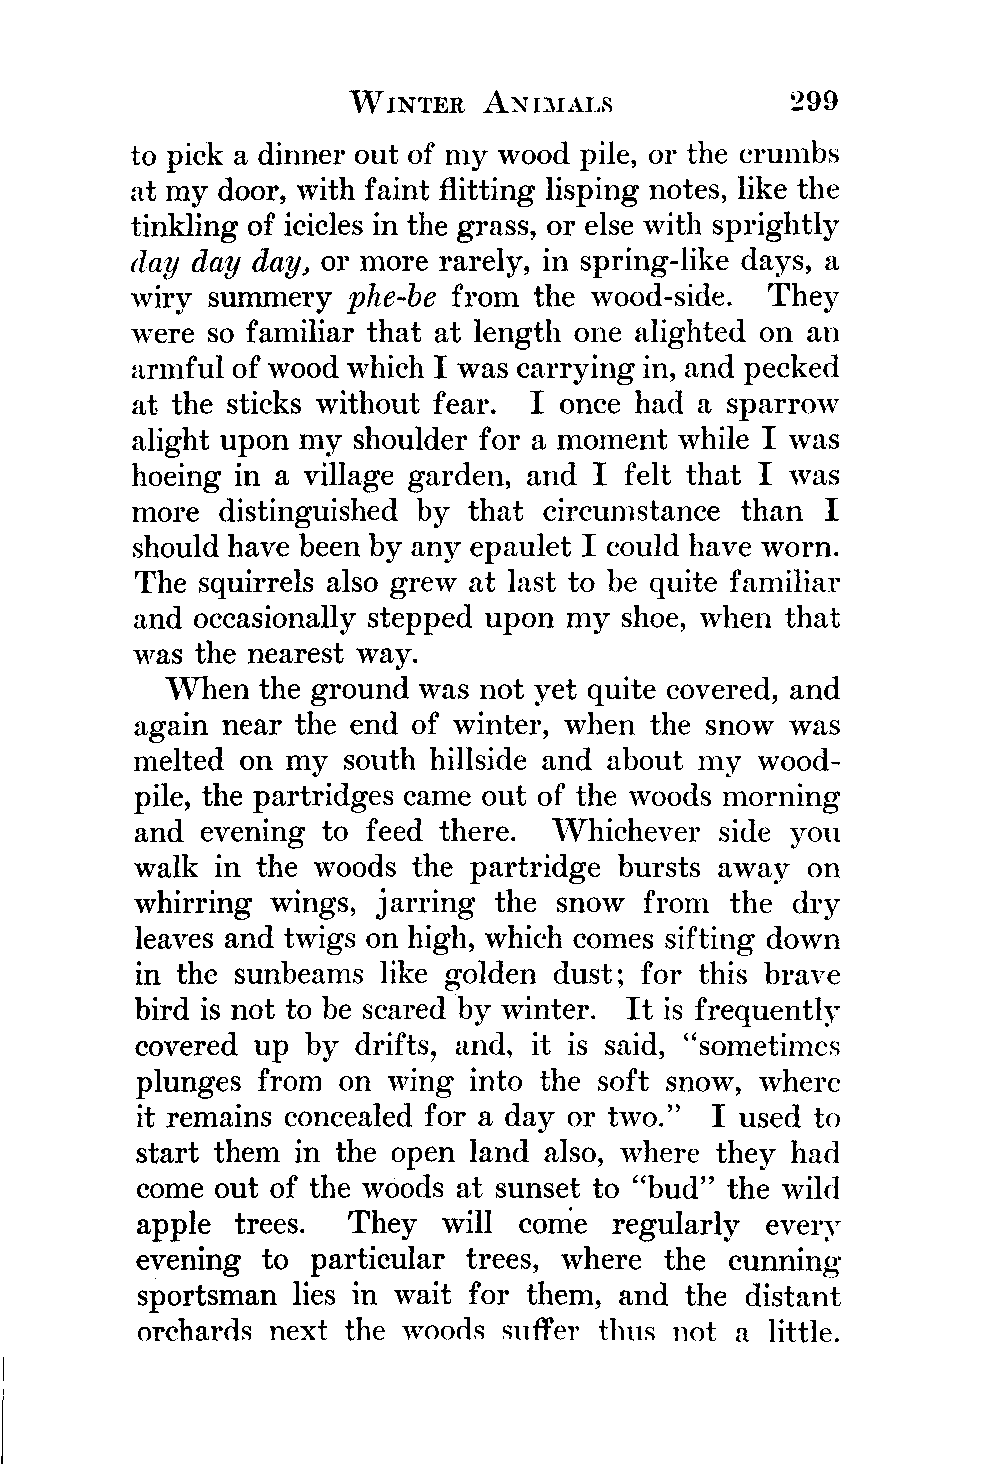 WINTER ANIMALS 299
to pick a dinner out of my wood pile, or the crumbs
at my door, with faint flitting lisping notes, like the
tinkling of icicles in the grass, or else with sprightly
day day day, or more rarely, in spring-like days, a
wiry summery phe-be from the wood-side. They
were so familiar that at length one alighted on an
armful of wood which I was carrying in, and pecked
at the sticks without fear. I once had a sparrow
alight upon my shoulder for a moment while I was
hoeing in a village garden, and I felt that I was
more distinguished by that circumstance than I
should have been by any epaulet I could have worn.
The squirrels also grew at last to be quite familiar
and occasionally stepped upon my shoe, when that
was the nearest way.
When the ground was not yet quite covered, and
again near the end of winter, when the snow was
melted on my south hillside and about my wood-
pile, the partridges came out of the woods morning
and evening to feed there. Whichever side you
walk in the woods the partridge bursts away on
whirring wings, jarring the snow from the dry
leaves and twigs on high, which comes sifting down
in the sunbeams like golden dust; for this brave
bird is not to be scared by winter. It is frequently
covered up by drifts, and, it is said, “sometimes
plunges from on wing into the soft snow, where
it remains concealed for a day or two.” I used to
start them in the open land also, where they had
come out of the woods at sunset to “bud” the wild
apple trees. They will come regularly every
evening to particular trees, where the cunning
sportsman lies in wait for them, and the distant
orchards next the woods suffer thus not a little.